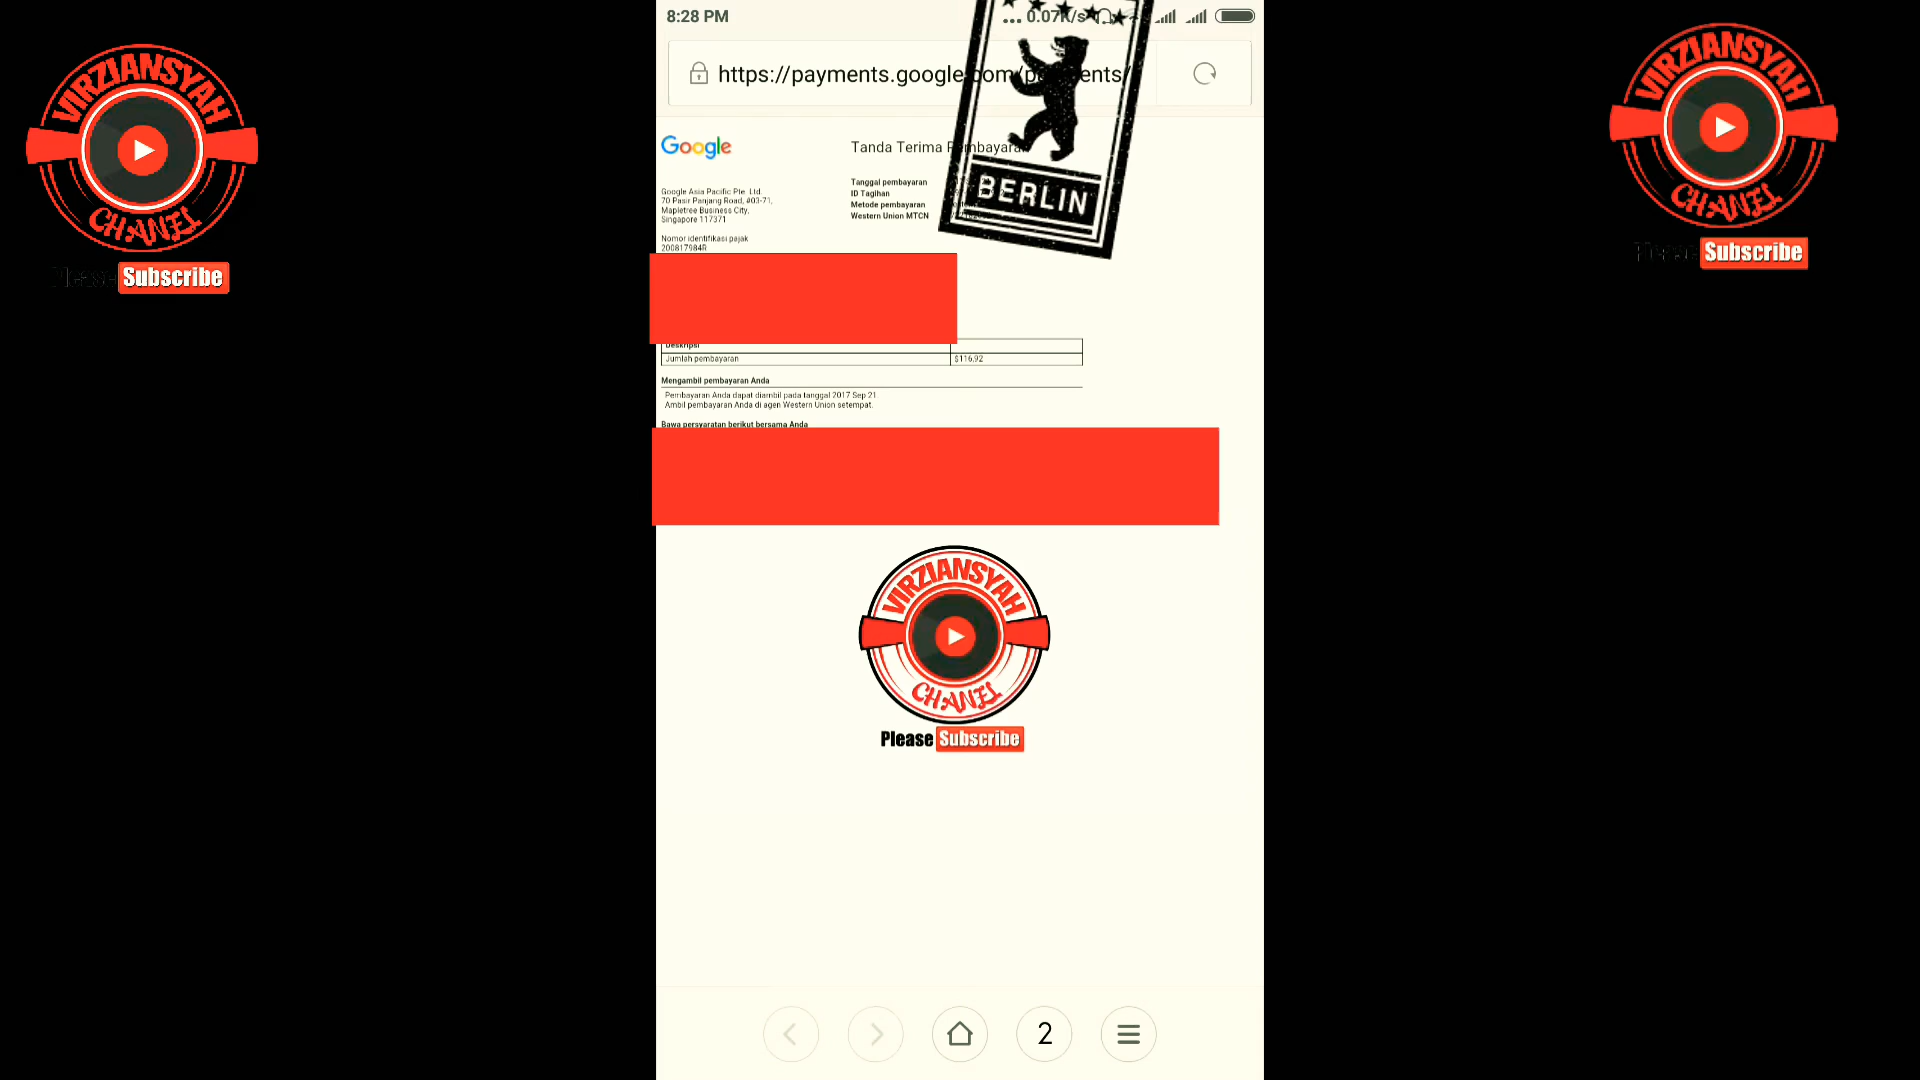 8:28 PM
... 0.07K/s
https://payments.google.com/payments/
Google
Tanda Terima Pembayaran
Google Asia Pacific Pte. Ltd.
70 Pasir Panjang Road, #03-71,
Mapletree Business City,
Singapore 117371
Tanggal pembayaran
ID Tagihan
Metode pembayaran
Western Union MTCN
Nomor identifikasi pajak
200817984R
BERLIN
Deskripsi
Jumlah pembayaran $116.92
Mengambil pembayaran Anda
Pembayaran Anda dapat diambil pada tanggal 2017 Sep 21.
Ambil pembayaran Anda di agen Western Union setempat.
Bawa persyaratan berikut bersama Anda
VIRZIANSYAH
CHANEL
Please Subscribe
VIRZIANSYAH
CHANEL
Please Subscribe
VIRZIANSYAH
CHANEL
Please Subscribe
2